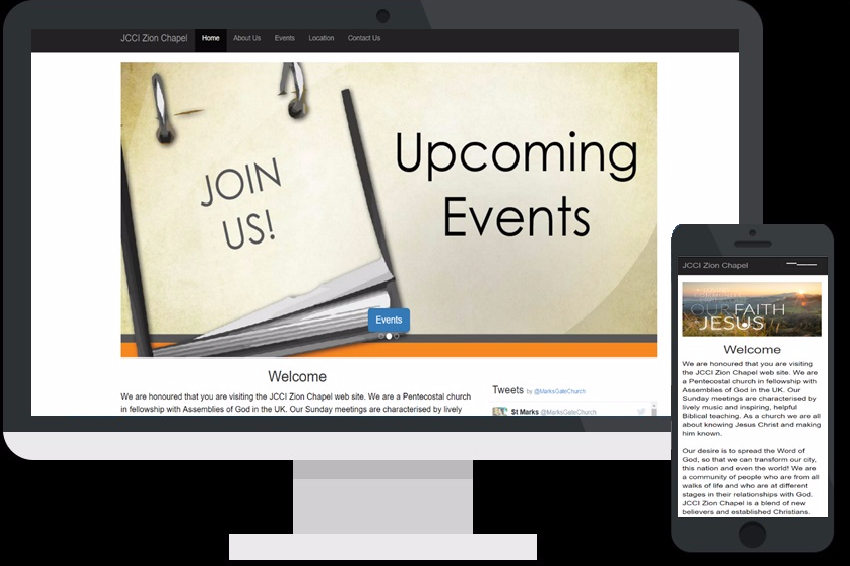 JCCI Zion Chapel Home About Us Events Location Contact Us
JOIN
US!
Upcoming
Events
Events
Welcome
We are honoured that you are visiting the JCCI Zion Chapel web site. We are a Pentecostal church
in fellowship with Assemblies of God in the UK. Our Sunday meetings are characterised by lively
Tweets by @MarksGateChurch
St Marks @MarksGateChurch
JCCI Zion Chapel
OUR FAITH
JESUS
Welcome
We are honoured that you are visiting
the JCCI Zion Chapel web site. We are
a Pentecostal church in fellowship with
Assemblies of God in the UK. Our
Sunday meetings are characterised by
lively music and inspiring, helpful
Biblical teaching. As a church we are all
about knowing Jesus Christ and making
him known.
Our desire is to spread the Word of
God, so that we can transform our city,
this nation and even the world! We are
a community of people who are from all
walks of life and who are at different
stages in their relationships with God.
JCCI Zion Chapel is a blend of new
believers and established Christians.